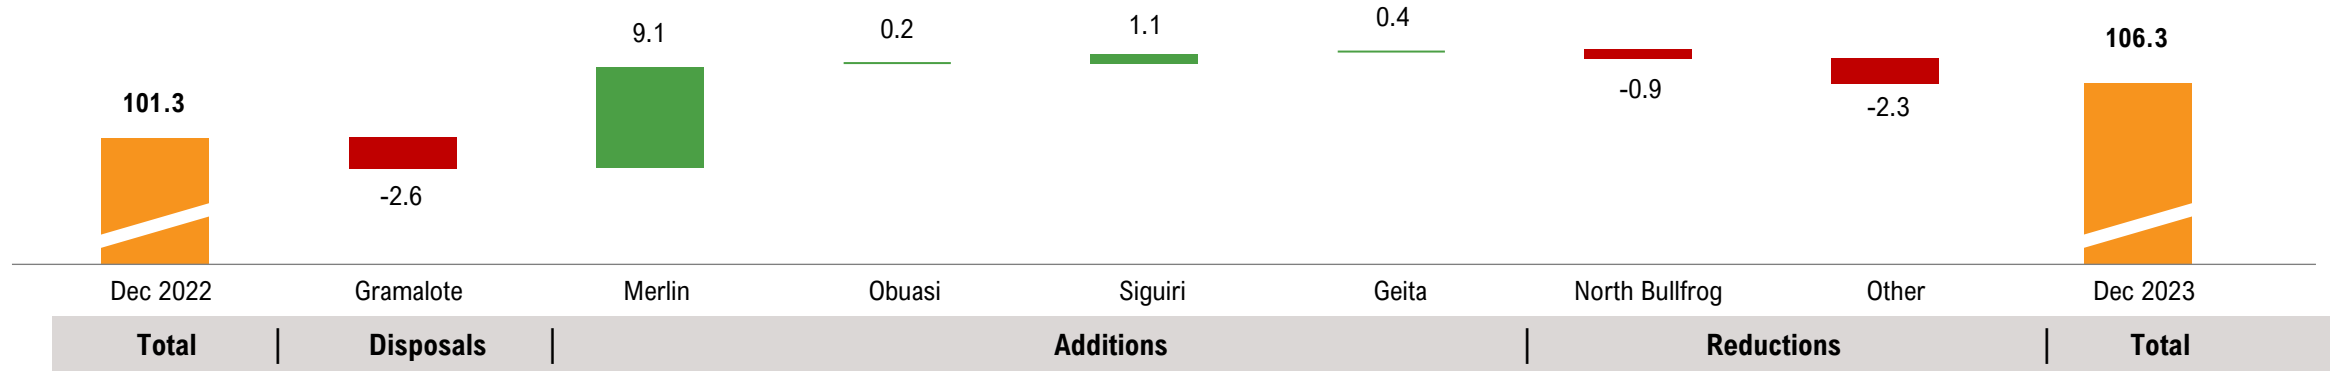 9.1 0.2 1.1 0.4
101.3 -2.6 -0.9 -2.3 106.3
Dec 2022 Gramalote Merlin Obuasi Siguiri Geita North Bullfrog Other Dec 2023
Total | Disposals | Additions | Reductions | Total